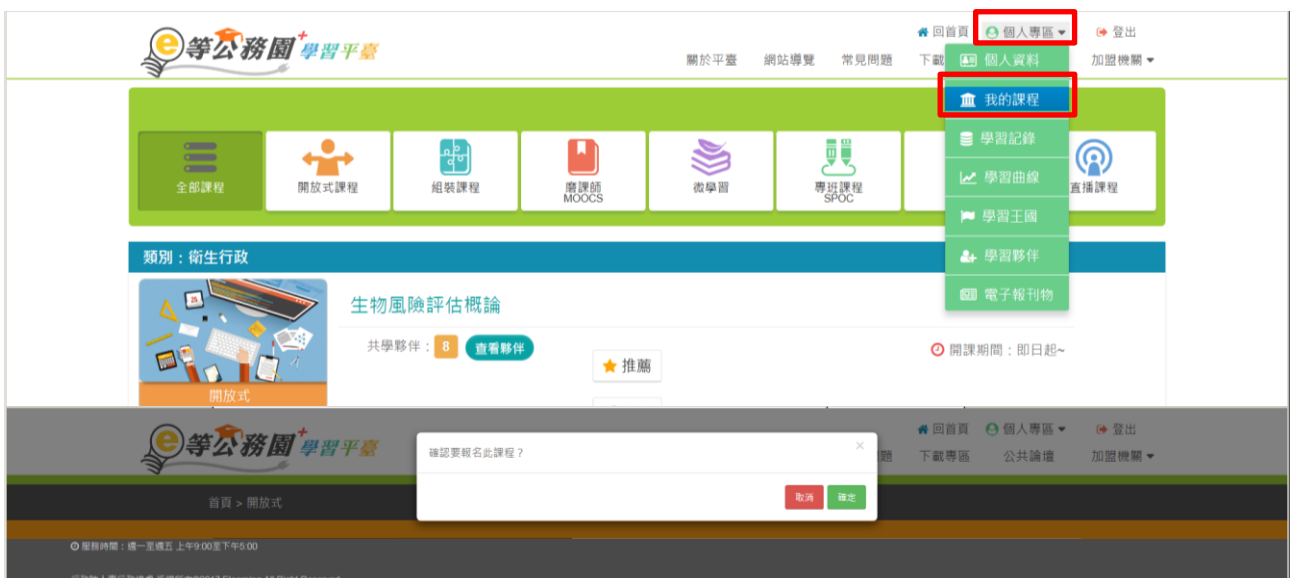 e等公務園+學習平臺
回首頁 個人專區 登出
關於平臺 網站導覽 常見問題 下載 加盟機關
個人資料
我的課程
學習記錄
學習曲線
學習王國
學習夥伴
電子報刊物
全部課程
開放式課程
組裝課程
磨課師
MOOCS
微學習
專班課程
SPOC
直播課程
類別：衛生行政
生物風險評估概論
共學夥伴： 8 查看夥伴
推薦
開課期間：即日起~
開放式
e等公務園+學習平臺
回首頁 個人專區 登出
題 下載專區 公共論壇 加盟機關
確認要報名此課程？ ×
取消 確定
首頁 > 開放式
服務時間：週一至週五 上午9:00至下午5:00